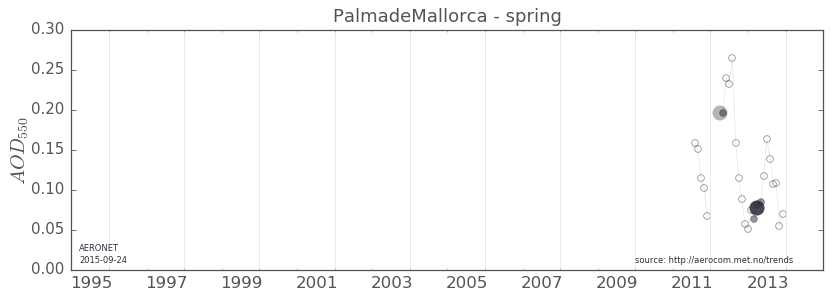 PalmadeMallorca - spring
0.30
0.25
0.20
0.15
0.10
0.05
0.00
AOD550
AERONET
2015-09-24
source: http://aerocom.met.no/trends
1995 1997 1999 2001 2003 2005 2007 2009 2011 2013